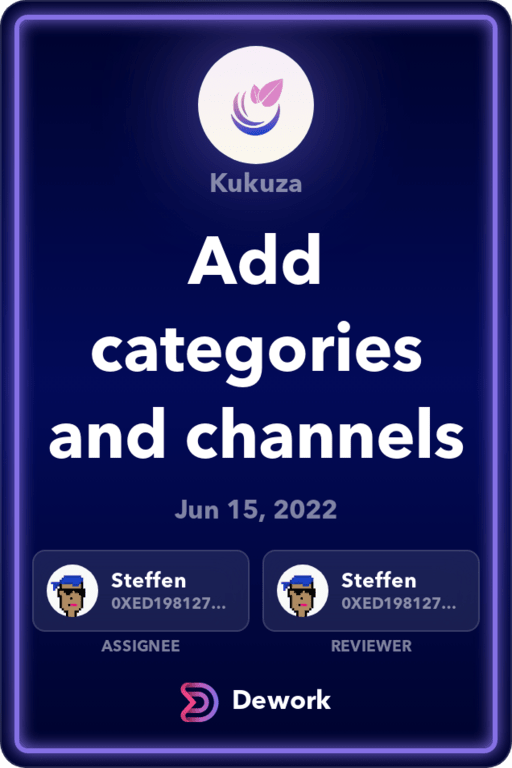 Kukuza
Add
categories
and channels
Jun 15, 2022
Steffen
0XED198127...
ASSIGNEE
Steffen
0XED198127...
REVIEWER
Dework